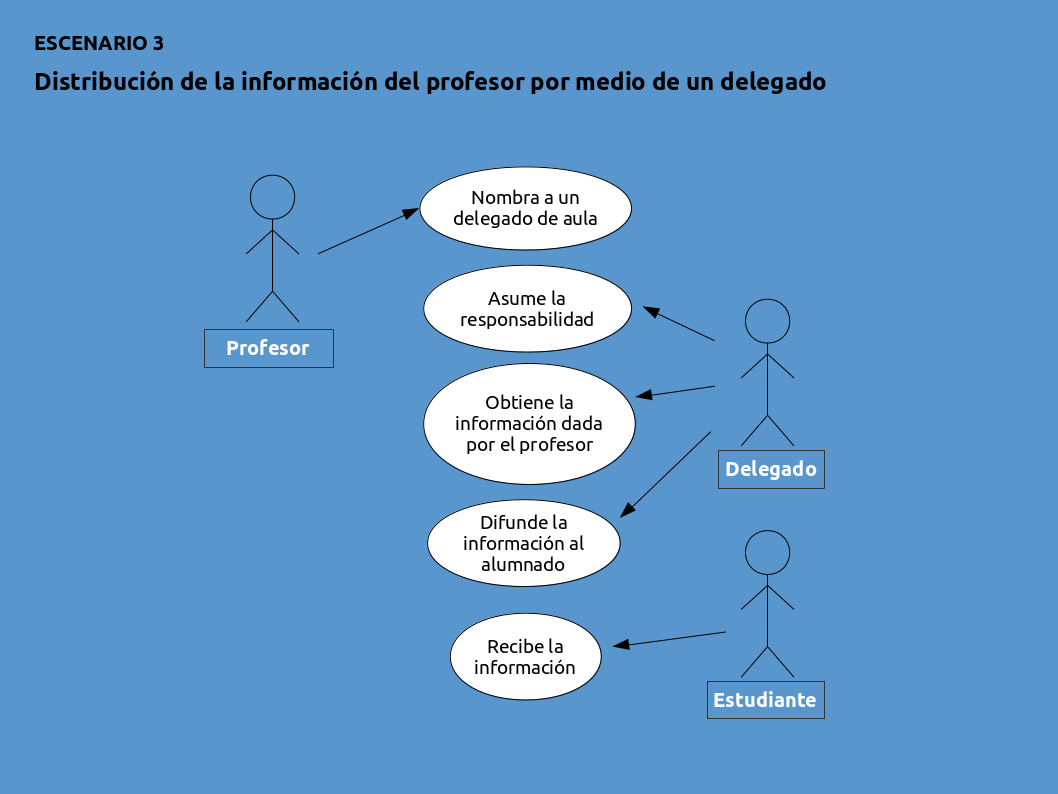 ESCENARIO 3
Distribución de la información del profesor por medio de un delegado
Nombra a un
delegado de aula
Asume la
responsabilidad
Profesor
Obtiene la
información dada
por el profesor
Delegado
Difunde la
información al
alumnado
Recibe la
información
Estudiante